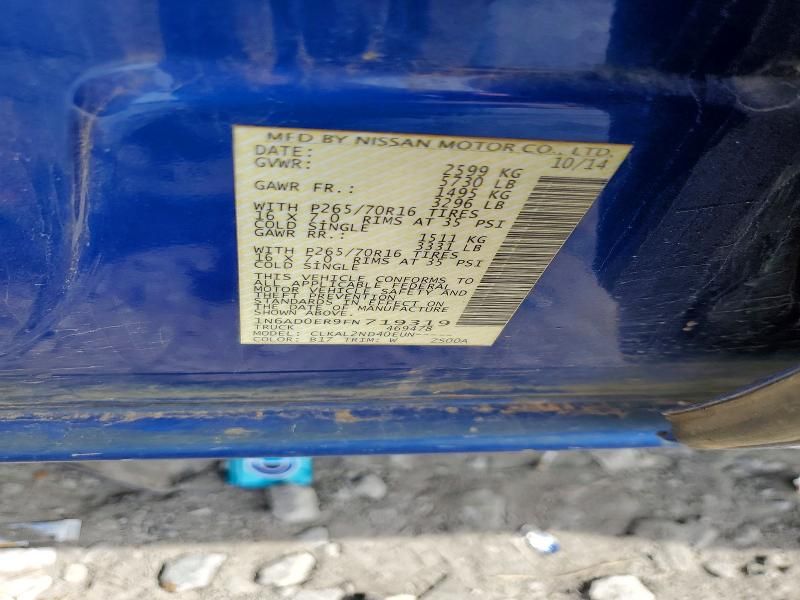 MFD BY NISSAN MOTOR CO., LTD.
DATE: 10/14
GVWR: 2599 KG
5730 LB
GAWR FR.: 1495 KG
3296 LB
WITH P265/70R16 TIRES
16 X 7.0 RIMS AT 35 PSI
COLD SINGLE
GAWR RR.: 1511 KG
3331 LB
WITH P265/70R16 TIRES
16 X 7.0 RIMS AT 35 PSI
COLD SINGLE
THIS VEHICLE CONFORMS TO
ALL APPLICABLE FEDERAL
MOTOR VEHICLE SAFETY AND
THEFT PREVENTION
STANDARDS IN EFFECT ON
THE DATE OF MANUFACTURE
SHOWN ABOVE.
1N6AD0ER9FN719319
TRUCK 469478
MODEL: CLKAL2ND40EUN-----
COLOR: B17 TRIM: W 2500A